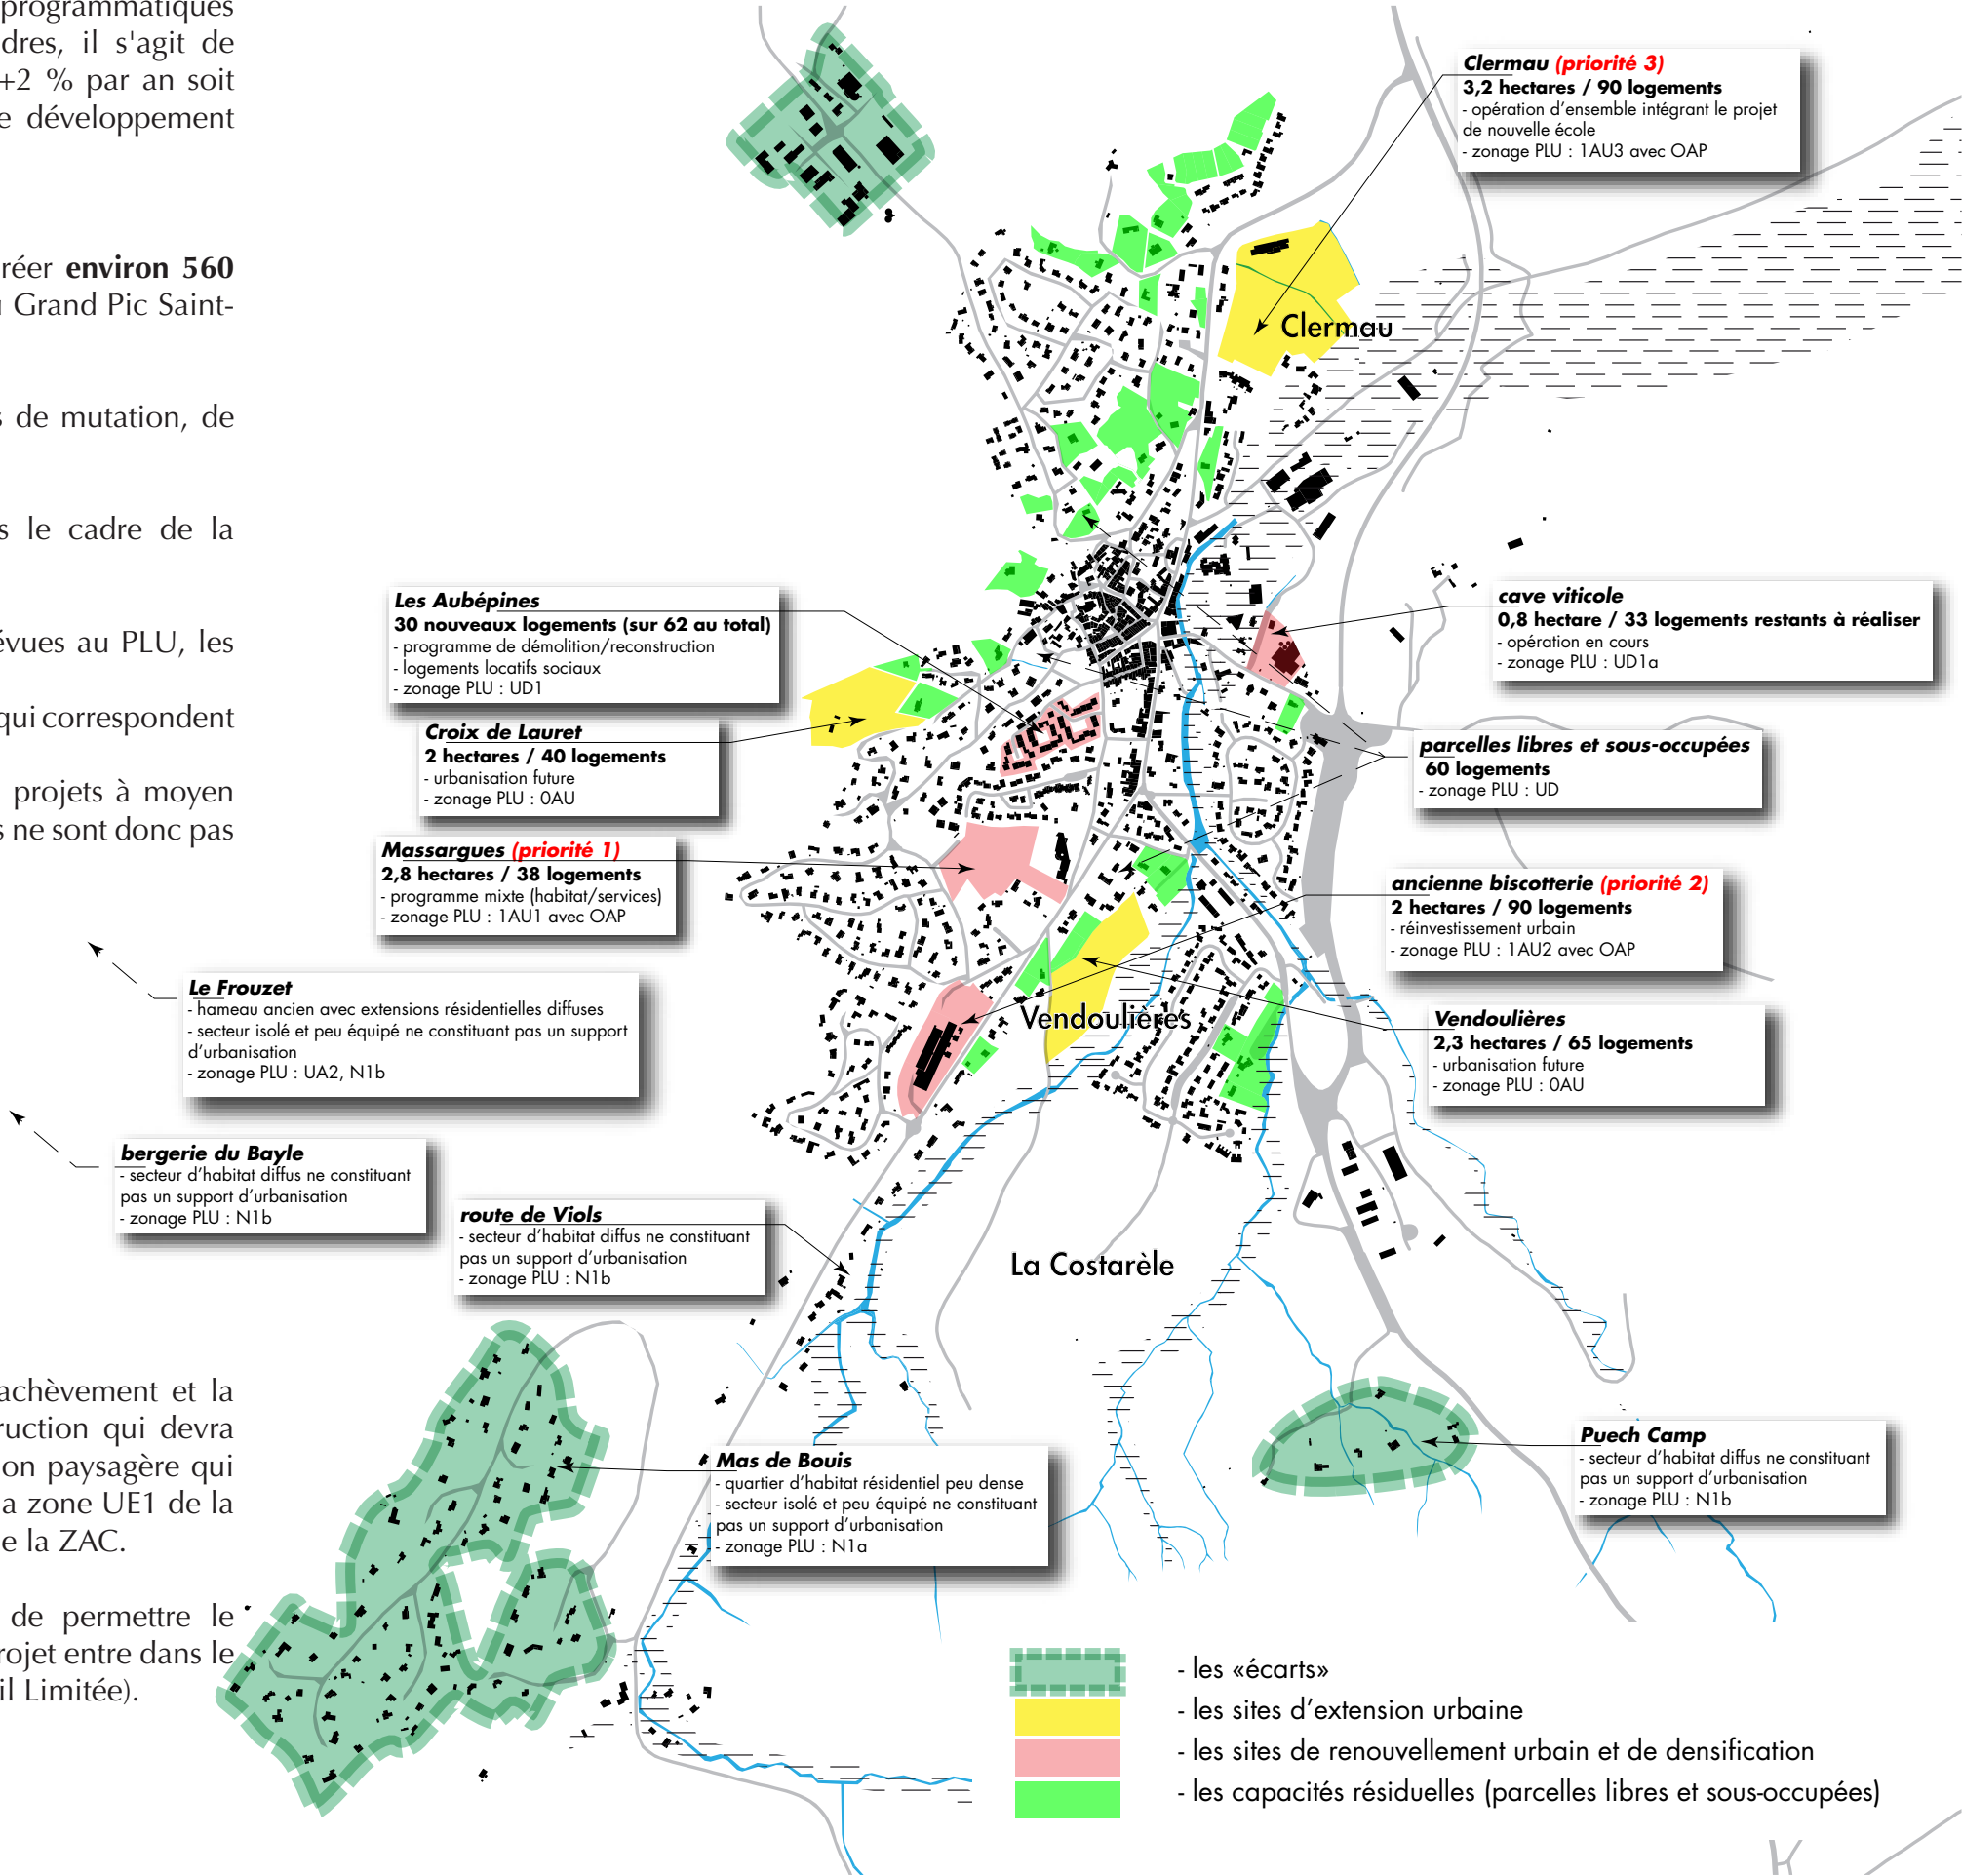 programmatiques
dres, il s'agit de
+2 % par an soit
e développement
réer environ 560
u Grand Pic Saint-
s de mutation, de
s le cadre de la
évues au PLU, les
qui correspondent
projets à moyen
s ne sont donc pas
achèvement et la
ruction qui devra
on paysagère qui
a zone UE1 de la
e la ZAC.
de permettre le
rojet entre dans le
il Limitée).
Clermau (priorité 3)
3,2 hectares / 90 logements
- opération d'ensemble intégrant le projet
de nouvelle école
- zonage PLU : 1AU3 avec OAP
Clermau
Les Aubépines
30 nouveaux logements (sur 62 au total)
- programme de démolition/reconstruction
- logements locatifs sociaux
- zonage PLU : UD1
cave viticole
0,8 hectare / 33 logements restants à réaliser
- opération en cours
- zonage PLU : UD1a
Croix de Lauret
2 hectares / 40 logements
- urbanisation future
- zonage PLU : 0AU
parcelles libres et sous-occupées
60 logements
- zonage PLU : UD
Massargues (priorité 1)
2,8 hectares / 38 logements
- programme mixte (habitat/services)
- zonage PLU : 1AU1 avec OAP
ancienne biscotterie (priorité 2)
2 hectares / 90 logements
- réinvestissement urbain
- zonage PLU : 1AU2 avec OAP
Le Frouzet
- hameau ancien avec extensions résidentielles diffuses
- secteur isolé et peu équipé ne constituant pas un support
d'urbanisation
- zonage PLU : UA2, N1b
Vendoulières
Vendoulières
2,3 hectares / 65 logements
- urbanisation future
- zonage PLU : 0AU
bergerie du Bayle
- secteur d'habitat diffus ne constituant
pas un support d'urbanisation
- zonage PLU : N1b
route de Viols
- secteur d'habitat diffus ne constituant
pas un support d'urbanisation
- zonage PLU : N1b
La Costarèle
Mas de Bouis
- quartier d'habitat résidentiel peu dense
- secteur isolé et peu équipé ne constituant
pas un support d'urbanisation
- zonage PLU : N1a
Puech Camp
- secteur d'habitat diffus ne constituant
pas un support d'urbanisation
- zonage PLU : N1b
- les «écarts»
- les sites d'extension urbaine
- les sites de renouvellement urbain et de densification
- les capacités résiduelles (parcelles libres et sous-occupées)